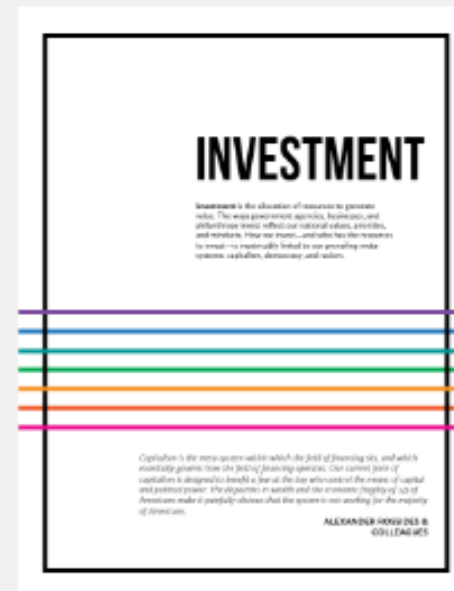 INVESTMENT
Investment is the allocation of resources to generate
value. The ways government agencies, businesses, and
philanthropy invest reflect our national values, priorities,
and mindsets. How we invest—and who has the resources
to invest—is inextricably linked to our prevailing meta-
systems: capitalism, democracy, and racism.
Capitalism is the meta-system within which the field of financing sits, and which
essentially governs how the field of financing operates. Our current form of
capitalism is designed to benefit a few at the top who control the means of capital
and political power. The disparities in wealth and the economic fragility of of
Americans make it painfully obvious that the system is not working for the majority
of Americans.
ALEXANDER ROSSIDES &
COLLEAGUES